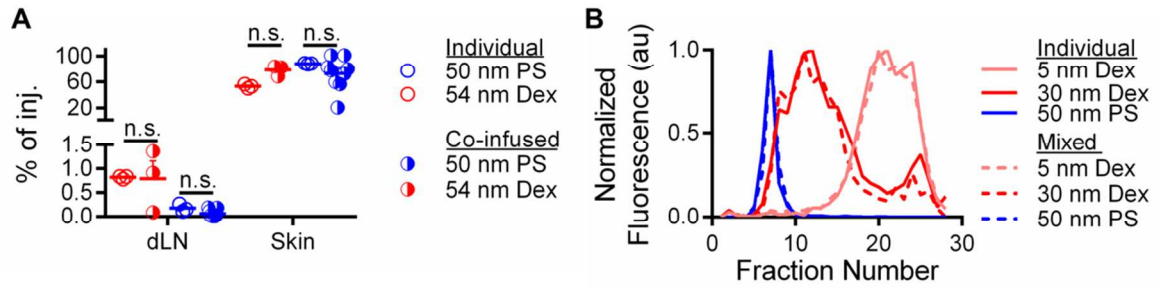 A
n.s.
n.s.
% of inj.
100
60
20
1.5
1.0
0.5
0.0
n.s.
n.s.
dLN
Skin
Individual
50 nm PS
54 nm Dex
Co-infused
50 nm PS
54 nm Dex
B
Normalized
Fluorescence (au)
1.0
0.5
0.0
0
10
20
30
Fraction Number
Individual
5 nm Dex
30 nm Dex
50 nm PS
Mixed
5 nm Dex
30 nm Dex
50 nm PS